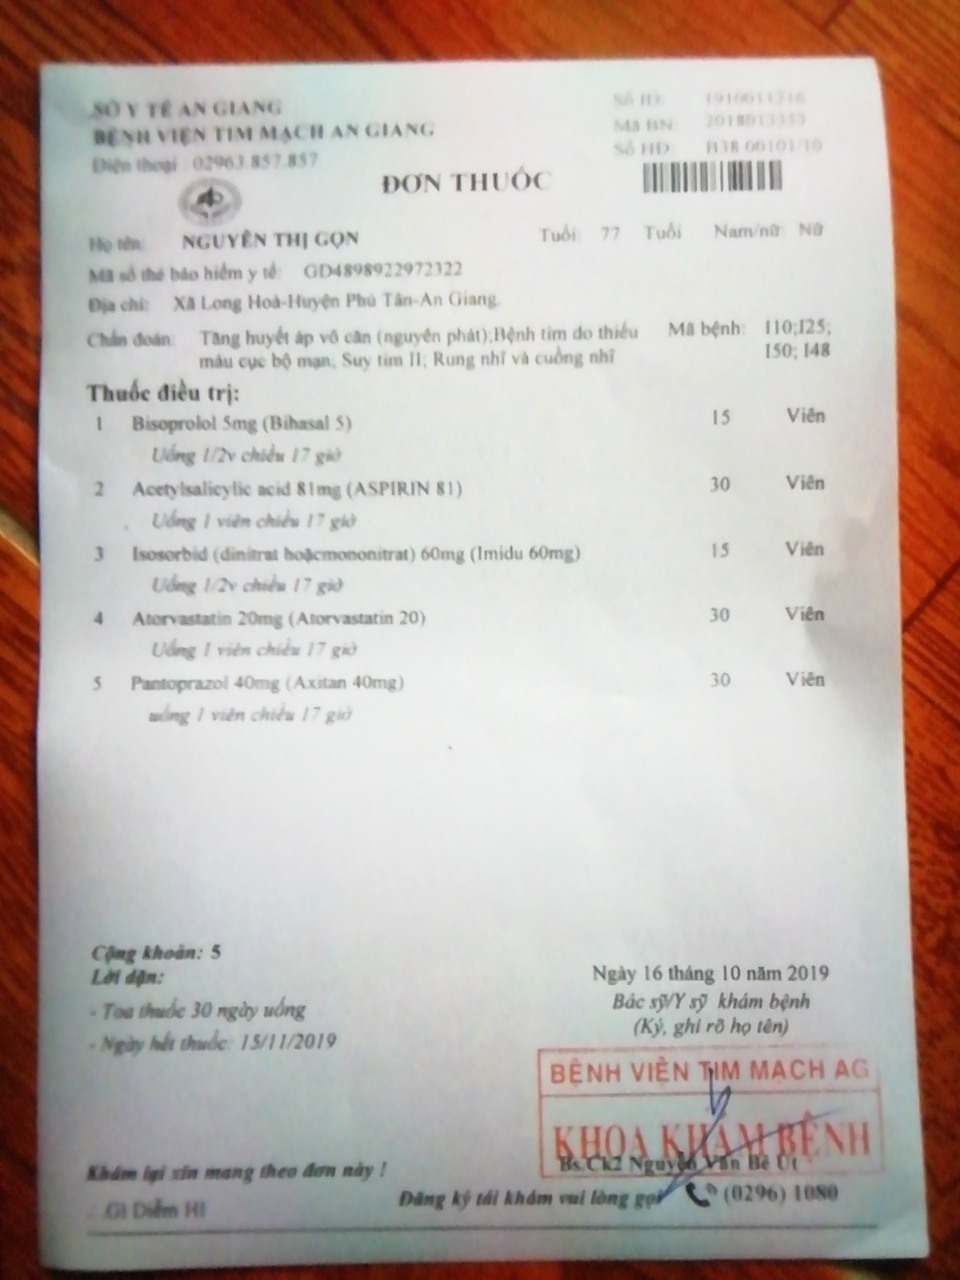 SỞ Y TẾ AN GIANG
BỆNH VIỆN TIM MẠCH AN GIANG
Điện thoại : 02963.857.857
Số ID: 1910011216
Mã BN: 2018013353
Số HĐ: B38.00101/10
ĐƠN THUỐC
Họ tên: NGUYỄN THỊ GỌN Tuổi: 77 Tuổi Nam/nữ: Nữ
Mã số thẻ bảo hiểm y tế: GD4898922972322
Địa chỉ: Xã Long Hoà-Huyện Phú Tân-An Giang.
Chẩn đoán: Tăng huyết áp vô căn (nguyên phát);Bệnh tim do thiếu Mã bệnh: I10;I25;
máu cục bộ mạn; Suy tim II; Rung nhĩ và cuồng nhĩ I50; I48
Thuốc điều trị:
1 Bisoprolol 5mg (Bihasal 5) 15 Viên
Uống 1/2v chiều 17 giờ
2 Acetylsalicylic acid 81mg (ASPIRIN 81) 30 Viên
Uống 1 viên chiều 17 giờ
3 Isosorbid (dinitrat hoặcmononitrat) 60mg (Imidu 60mg) 15 Viên
Uống 1/2v chiều 17 giờ
4 Atorvastatin 20mg (Atorvastatin 20) 30 Viên
Uống 1 viên chiều 17 giờ
5 Pantoprazol 40mg (Axitan 40mg) 30 Viên
uống 1 viên chiều 17 giờ
Cộng khoản: 5
Lời dặn:
- Toa thuốc 30 ngày uống
- Ngày hết thuốc: 15/11/2019
Ngày 16 tháng 10 năm 2019
Bác sỹ/Y sỹ khám bệnh
(Ký, ghi rõ họ tên)
BỆNH VIỆN TIM MẠCH AG
KHOA KHÁM BỆNH
Bs.Ck2 Nguyễn Văn Bé Út
Khám lại xin mang theo đơn này !
Đăng ký tái khám vui lòng gọi (0296) 1080
Diễm HI